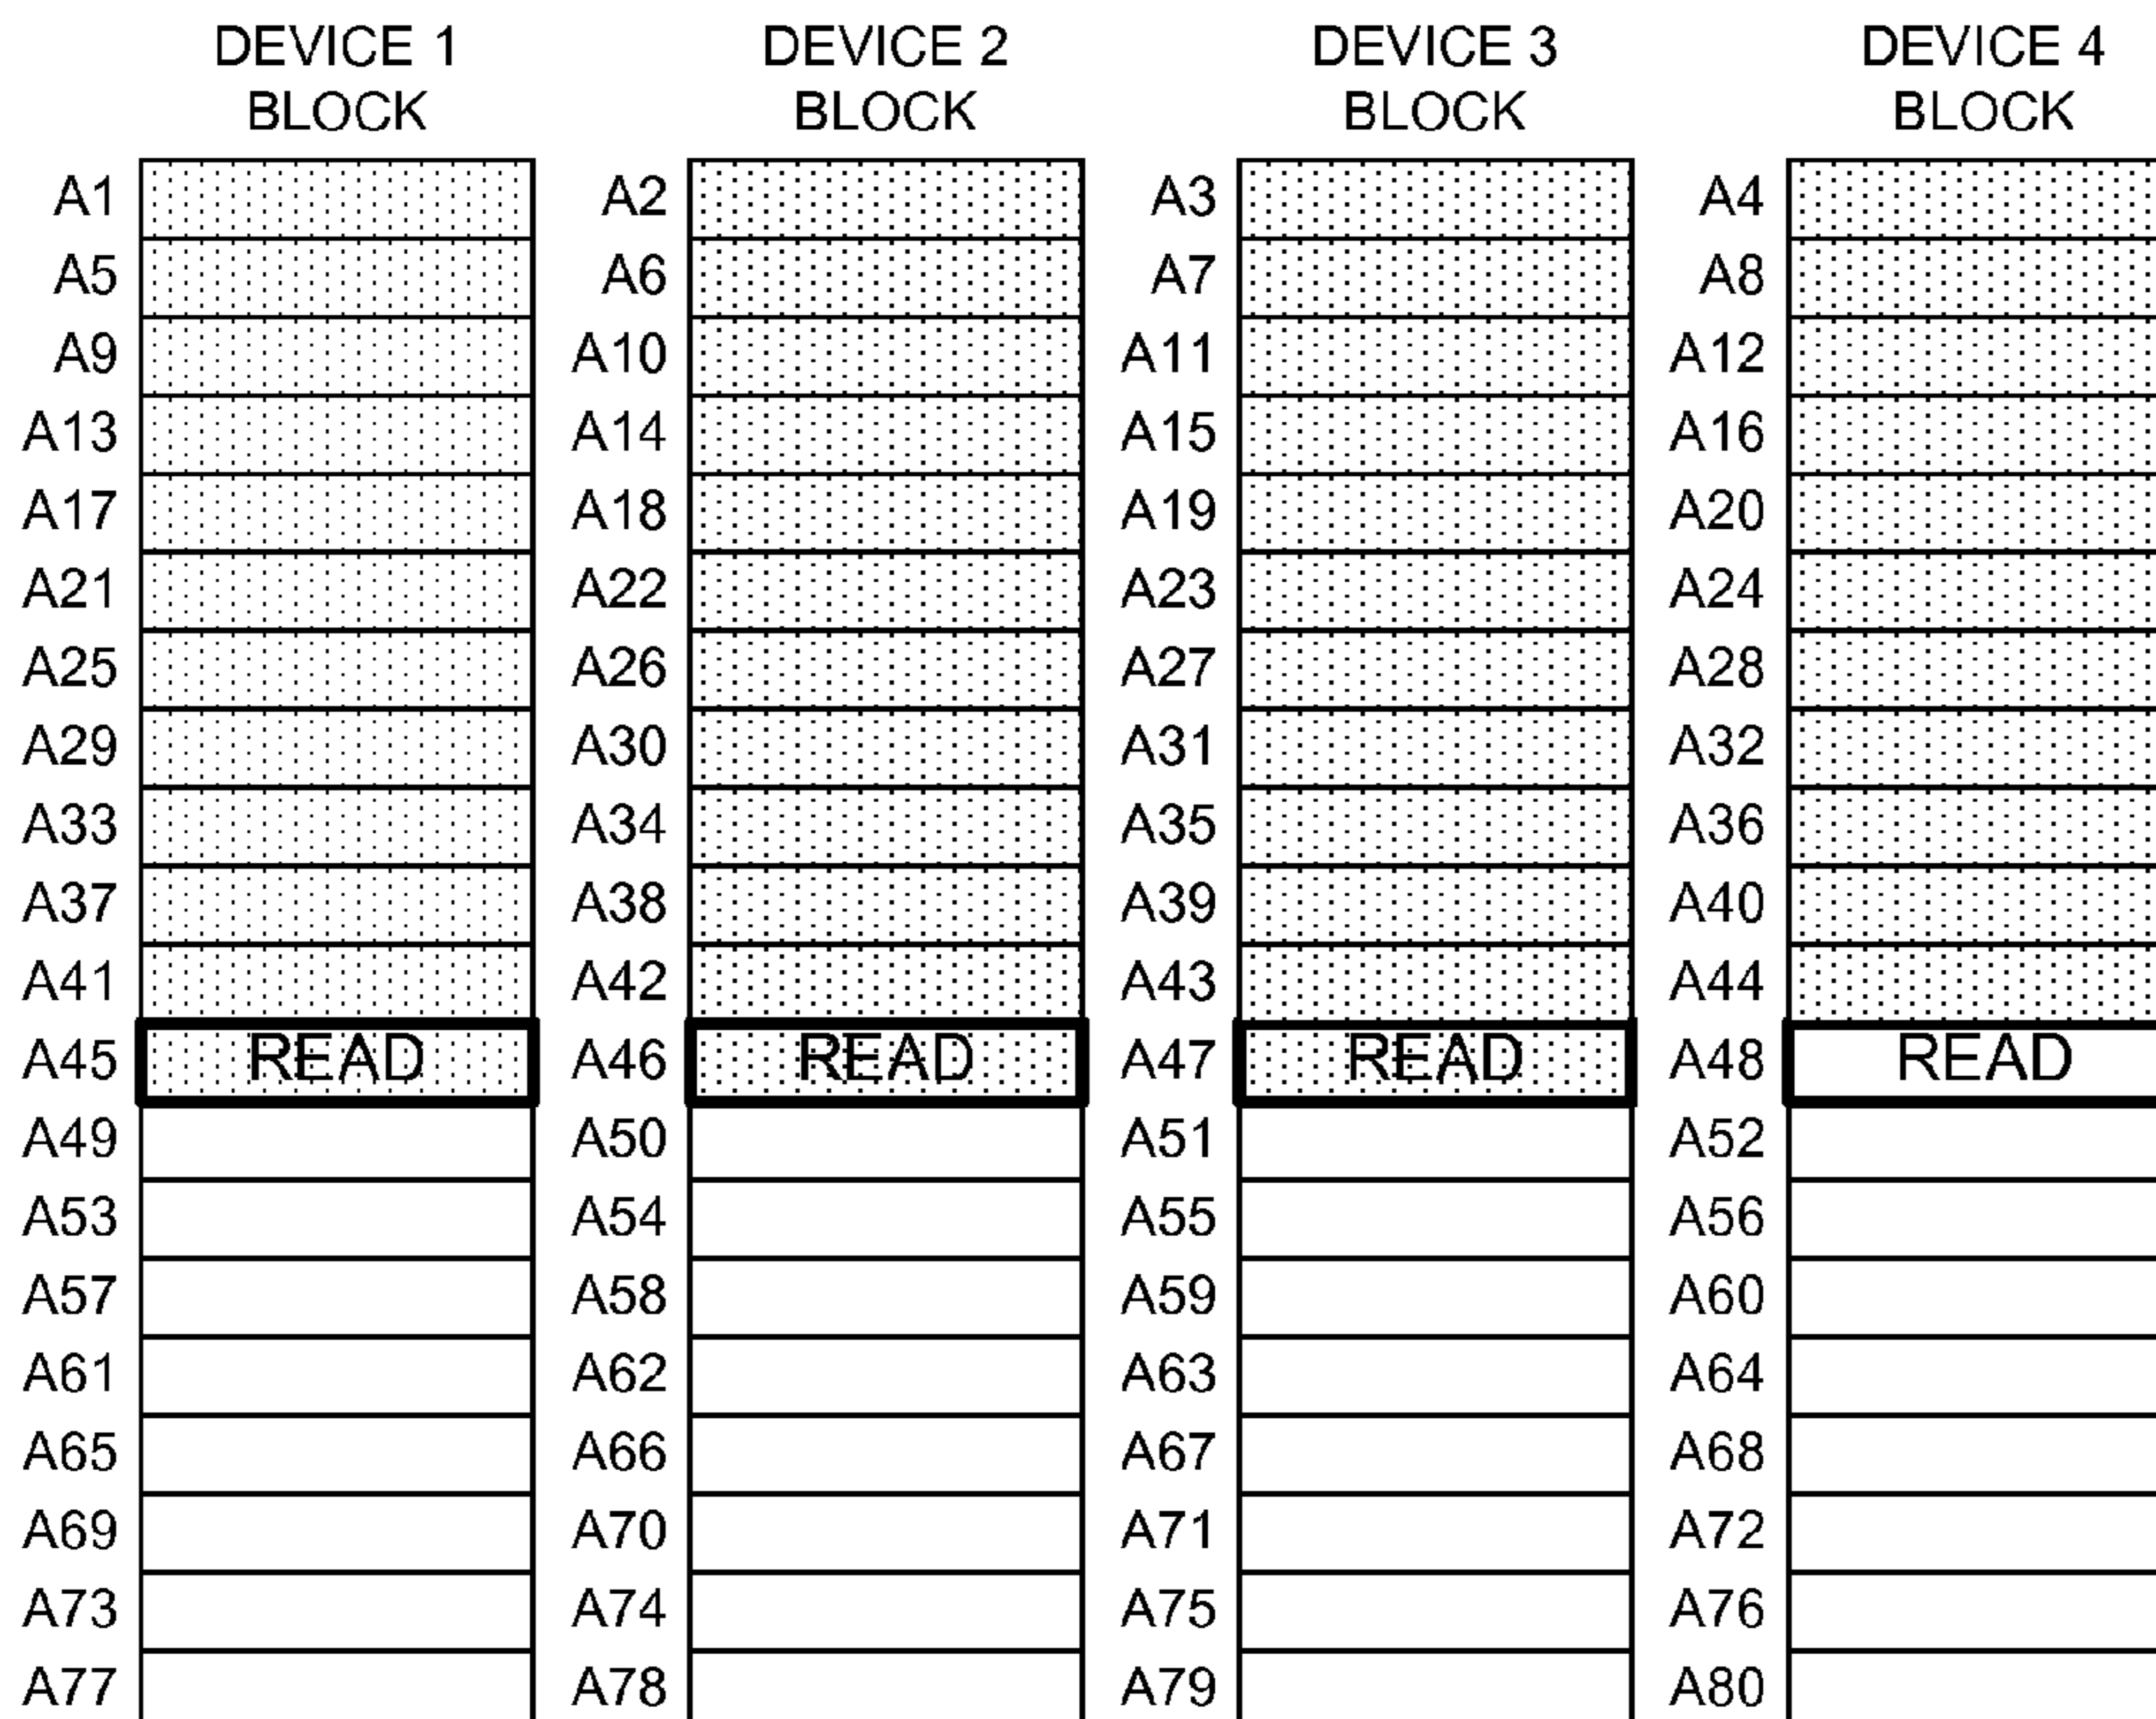 DEVICE 1 DEVICE 2 DEVICE 3 DEVICE 4
BLOCK BLOCK BLOCK BLOCK
A1 A2 A3 A4
A5 A6 A7 A8
A9 A10 A11 A12
A13 A14 A15 A16
A17 A18 A19 A20
A21 A22 A23 A24
A25 A26 A27 A28
A29 A30 A31 A32
A33 A34 A35 A36
A37 A38 A39 A40
A41 A42 A43 A44
A45 READ A46 READ A47 READ A48 READ
A49 A50 A51 A52
A53 A54 A55 A56
A57 A58 A59 A60
A61 A62 A63 A64
A65 A66 A67 A68
A69 A70 A71 A72
A73 A74 A75 A76
A77 A78 A79 A80